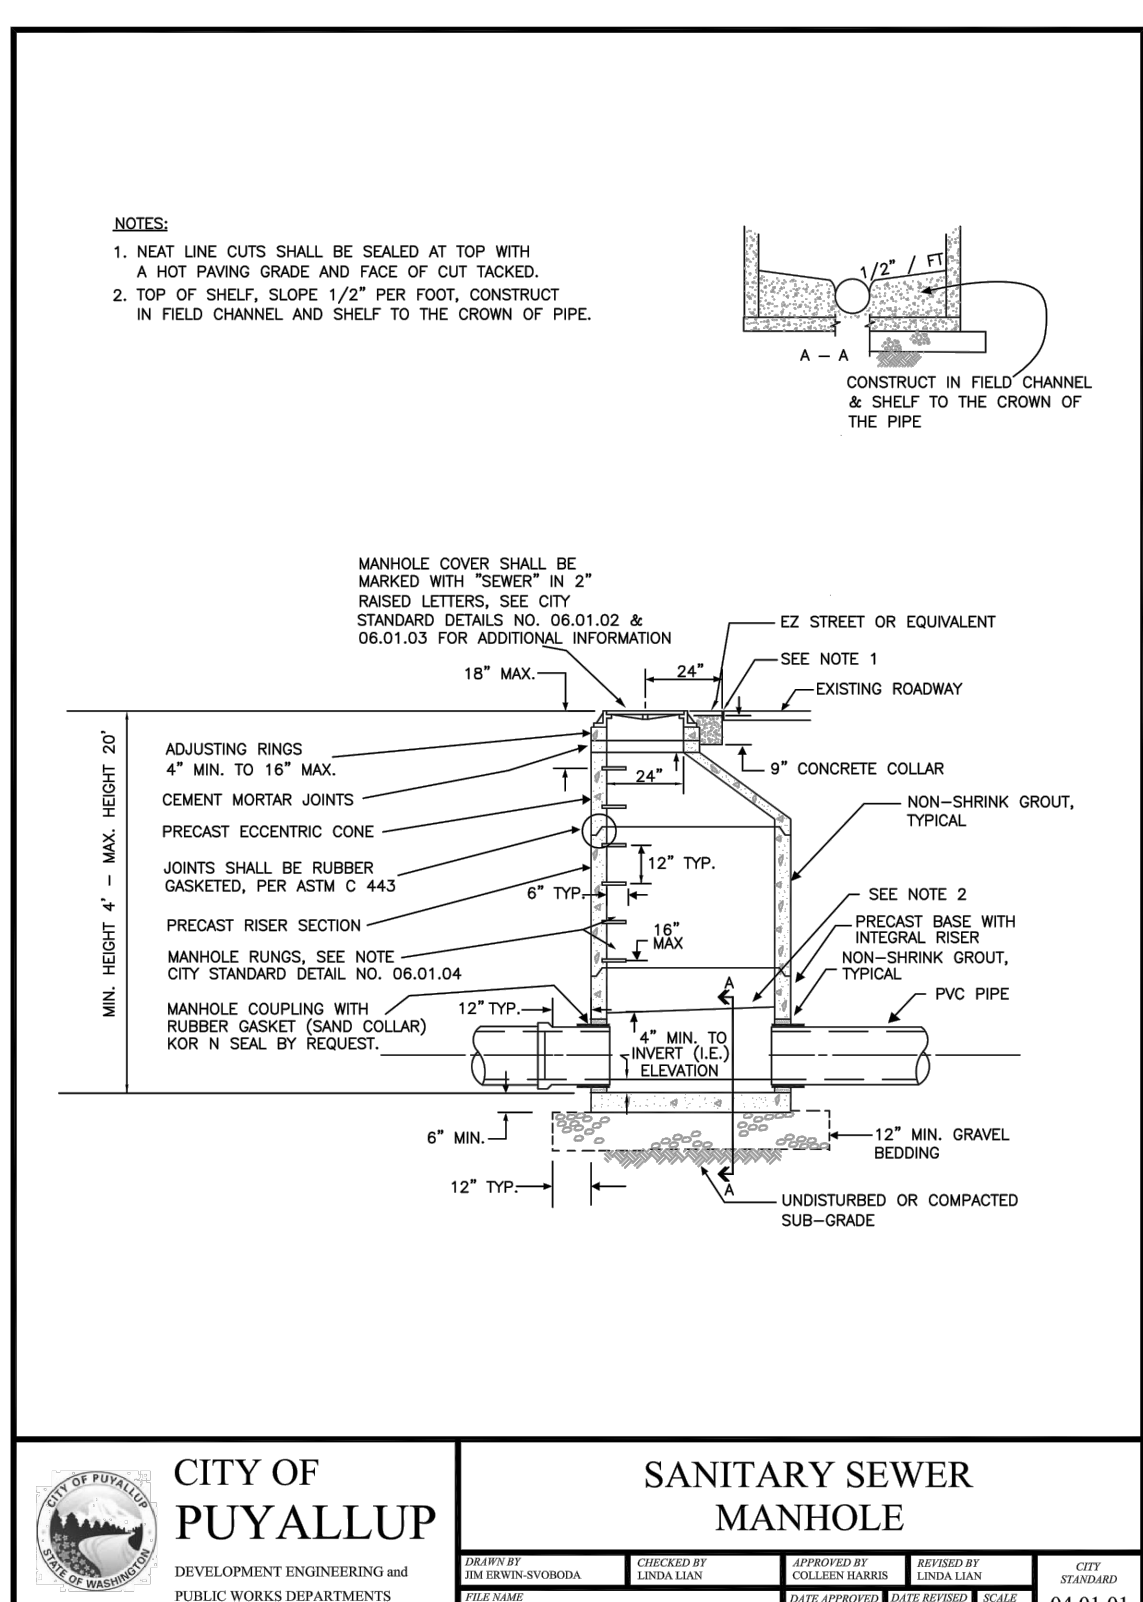 NOTES:
1. NEAT LINE CUTS SHALL BE SEALED AT TOP WITH
A HOT PAVING GRADE AND FACE OF CUT TACKED.
2. TOP OF SHELF, SLOPE 1/2" PER FOOT, CONSTRUCT
IN FIELD CHANNEL AND SHELF TO THE CROWN OF PIPE.
1/2" / FT
A – A
CONSTRUCT IN FIELD CHANNEL
& SHELF TO THE CROWN OF
THE PIPE
MANHOLE COVER SHALL BE
MARKED WITH "SEWER" IN 2"
RAISED LETTERS, SEE CITY
STANDARD DETAILS NO. 06.01.02 &
06.01.03 FOR ADDITIONAL INFORMATION
EZ STREET OR EQUIVALENT
SEE NOTE 1
18" MAX.
24"
EXISTING ROADWAY
MIN. HEIGHT 4' – MAX. HEIGHT 20'
ADJUSTING RINGS
4" MIN. TO 16" MAX.
24"
9" CONCRETE COLLAR
CEMENT MORTAR JOINTS
NON–SHRINK GROUT,
TYPICAL
PRECAST ECCENTRIC CONE
JOINTS SHALL BE RUBBER
GASKETED, PER ASTM C 443
12" TYP.
6" TYP.
SEE NOTE 2
PRECAST RISER SECTION
16"
MAX
PRECAST BASE WITH
INTEGRAL RISER
MANHOLE RUNGS, SEE NOTE
CITY STANDARD DETAIL NO. 06.01.04
NON–SHRINK GROUT,
TYPICAL
A
PVC PIPE
MANHOLE COUPLING WITH
RUBBER GASKET (SAND COLLAR)
KOR N SEAL BY REQUEST.
12" TYP.
4" MIN. TO
INVERT (I.E.)
ELEVATION
6" MIN.
12" MIN. GRAVEL
BEDDING
12" TYP.
A
UNDISTURBED OR COMPACTED
SUB–GRADE
CITY OF PUYALLUP
STATE OF WASHINGTON
CITY OF
PUYALLUP
DEVELOPMENT ENGINEERING and
PUBLIC WORKS DEPARTMENTS
SANITARY SEWER
MANHOLE
DRAWN BY
JIM ERWIN-SVOBODA
CHECKED BY
LINDA LIAN
APPROVED BY
COLLEEN HARRIS
REVISED BY
LINDA LIAN
CITY
STANDARD
FILE NAME
DATE APPROVED
DATE REVISED
SCALE
04.01.01